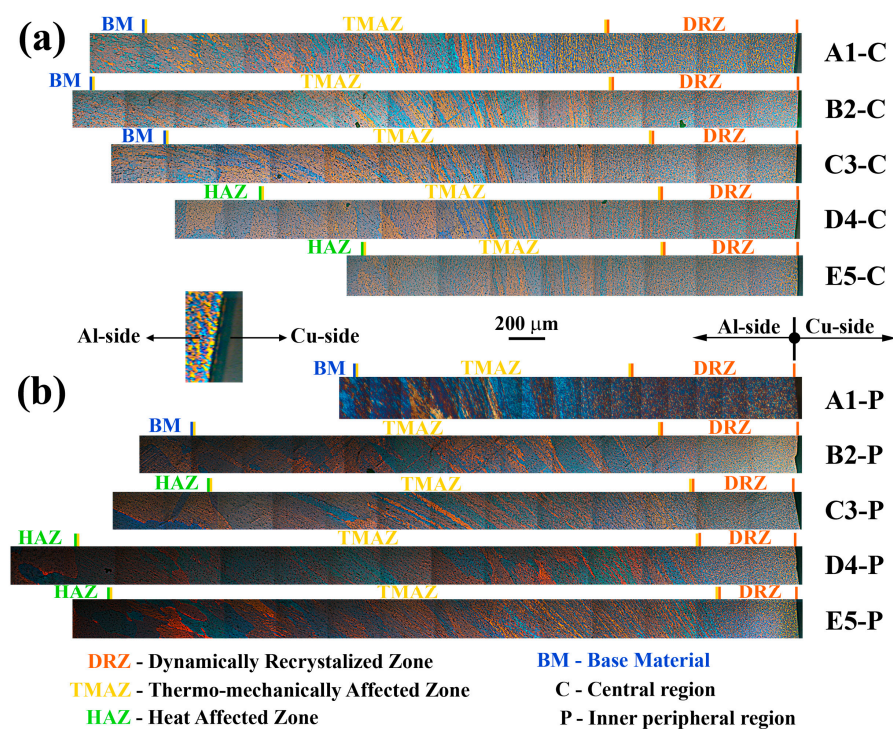 (a)
BM TMAZ DRZ
A1-C
BM TMAZ DRZ
B2-C
BM TMAZ DRZ
C3-C
HAZ TMAZ DRZ
D4-C
HAZ TMAZ DRZ
E5-C
Al-side Cu-side
200 µm
Al-side Cu-side
(b)
BM TMAZ DRZ
A1-P
BM TMAZ DRZ
B2-P
HAZ TMAZ DRZ
C3-P
HAZ TMAZ DRZ
D4-P
HAZ TMAZ DRZ
E5-P
DRZ - Dynamically Recrystalized Zone
TMAZ - Thermo-mechanically Affected Zone
HAZ - Heat Affected Zone
BM - Base Material
C - Central region
P - Inner peripheral region